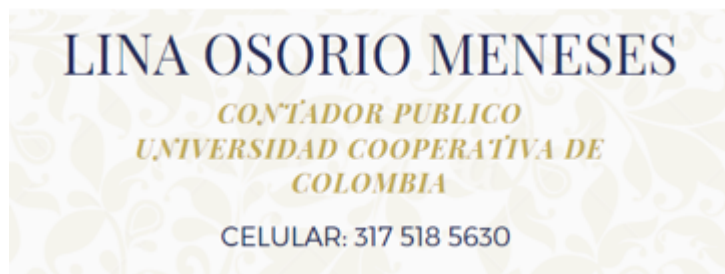 LINA OSORIO MENESES
CONTADOR PUBLICO
UNIVERSIDAD COOPERATIVA DE
COLOMBIA
CELULAR: 317 518 5630